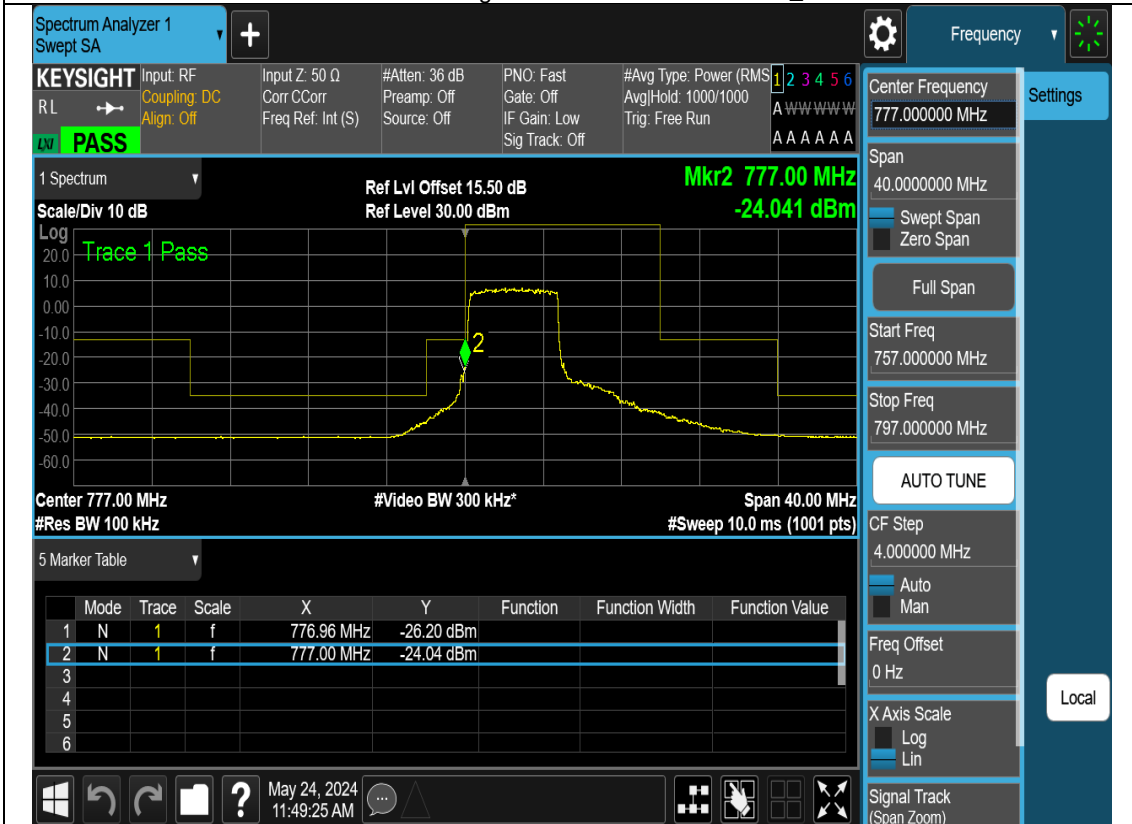 Spectrum Analyzer 1
Swept SA
+
Frequency
KEYSIGHT
RL
LXI PASS
Input: RF
Coupling: DC
Align: Off
Input Z: 50 Ω
Corr CCorr
Freq Ref: Int (S)
#Atten: 36 dB
Preamp: Off
Source: Off
PNO: Fast
Gate: Off
IF Gain: Low
Sig Track: Off
#Avg Type: Power (RMS
Avg|Hold: 1000/1000
Trig: Free Run
1 2 3 4 5 6
A W W W W W
A A A A A A
1 Spectrum
Scale/Div 10 dB
Ref Lvl Offset 15.50 dB
Ref Level 30.00 dBm
Mkr2 777.00 MHz
-24.041 dBm
Log
Trace 1 Pass
20.0
10.0
0.00
-10.0
-20.0
-30.0
-40.0
-50.0
-60.0
2
Center 777.00 MHz
#Res BW 100 kHz
#Video BW 300 kHz*
Span 40.00 MHz
#Sweep 10.0 ms (1001 pts)
5 Marker Table
Mode Trace Scale X Y Function Function Width Function Value
1 N 1 f 776.96 MHz -26.20 dBm
2 N 1 f 777.00 MHz -24.04 dBm
3
4
5
6
?
May 24, 2024
11:49:25 AM
Center Frequency
777.000000 MHz
Settings
Span
40.0000000 MHz
Swept Span
Zero Span
Full Span
Start Freq
757.000000 MHz
Stop Freq
797.000000 MHz
AUTO TUNE
CF Step
4.000000 MHz
Auto
Man
Freq Offset
0 Hz
Local
X Axis Scale
Log
Lin
Signal Track
(Span Zoom)